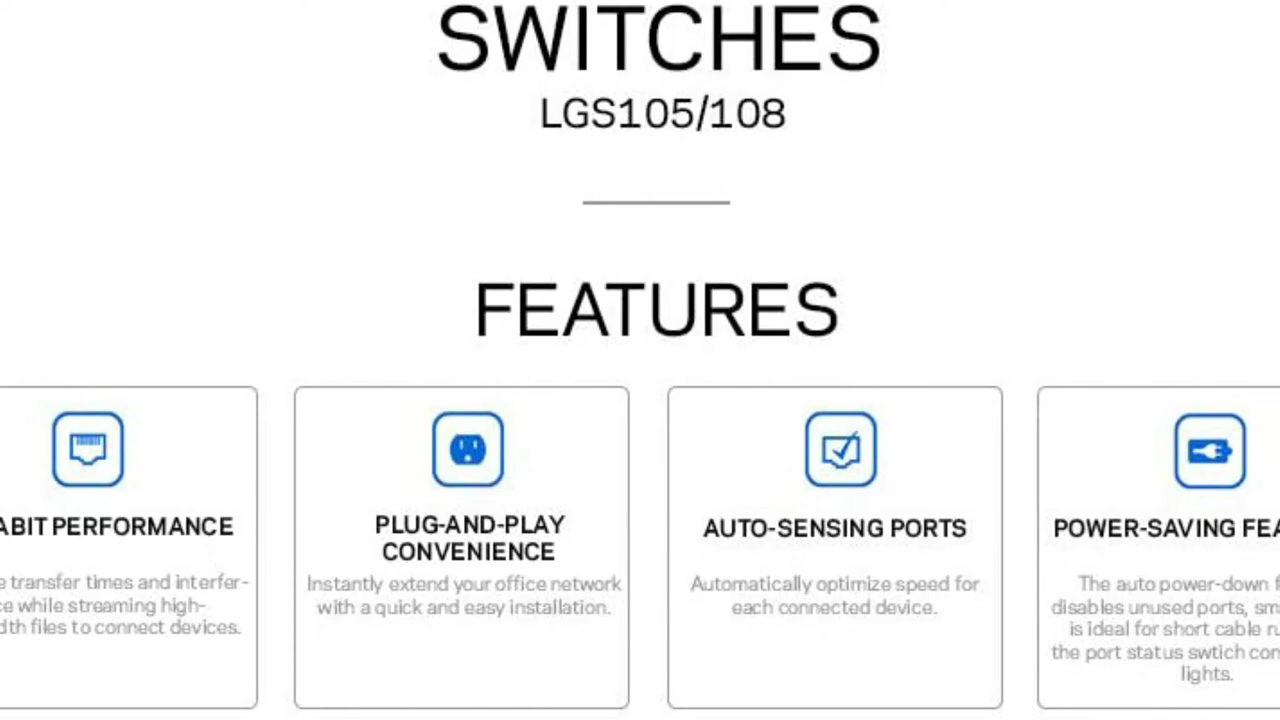 SWITCHES
LGS105/108
FEATURES
ABIT PERFORMANCE
e transfer times and interfer-
ce while streaming high-
dth files to connect devices.
PLUG-AND-PLAY
CONVENIENCE
Instantly extend your office network
with a quick and easy installation.
AUTO-SENSING PORTS
Automatically optimize speed for
each connected device.
POWER-SAVING FEA
The auto power-down f
disables unused ports, sm
is ideal for short cable ru
the port status swtich con
lights.